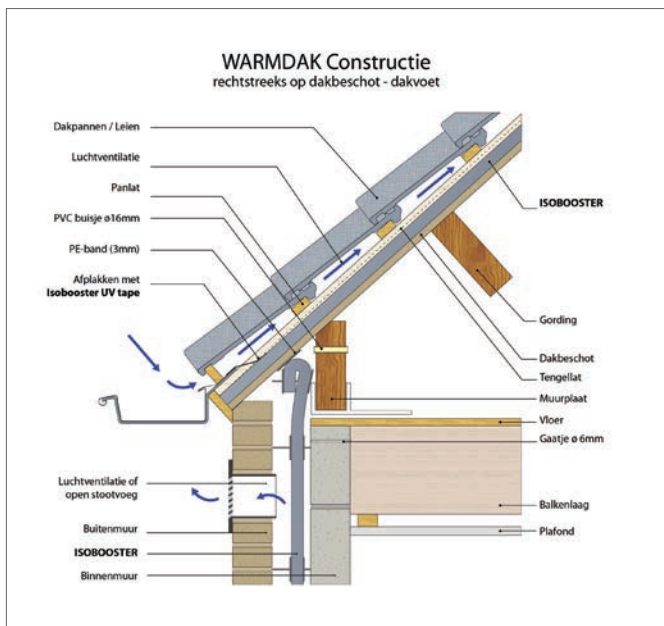 WARMDAK Constructie
rechtstreeks op dakbeschot - dakvoet
Dakpannen / Leien
Luchtventilatie
Panlat
PVC buisje ø16mm
PE-band (3mm)
Afplakken met
Isobooster UV tape
ISOBOOSTER
Gording
Dakbeschot
Tengellat
Muurplaat
Vloer
Gaatje ø 6mm
Balkenlaag
Plafond
Luchtventilatie of
open stootvoeg
Buitenmuur
ISOBOOSTER
Binnenmuur